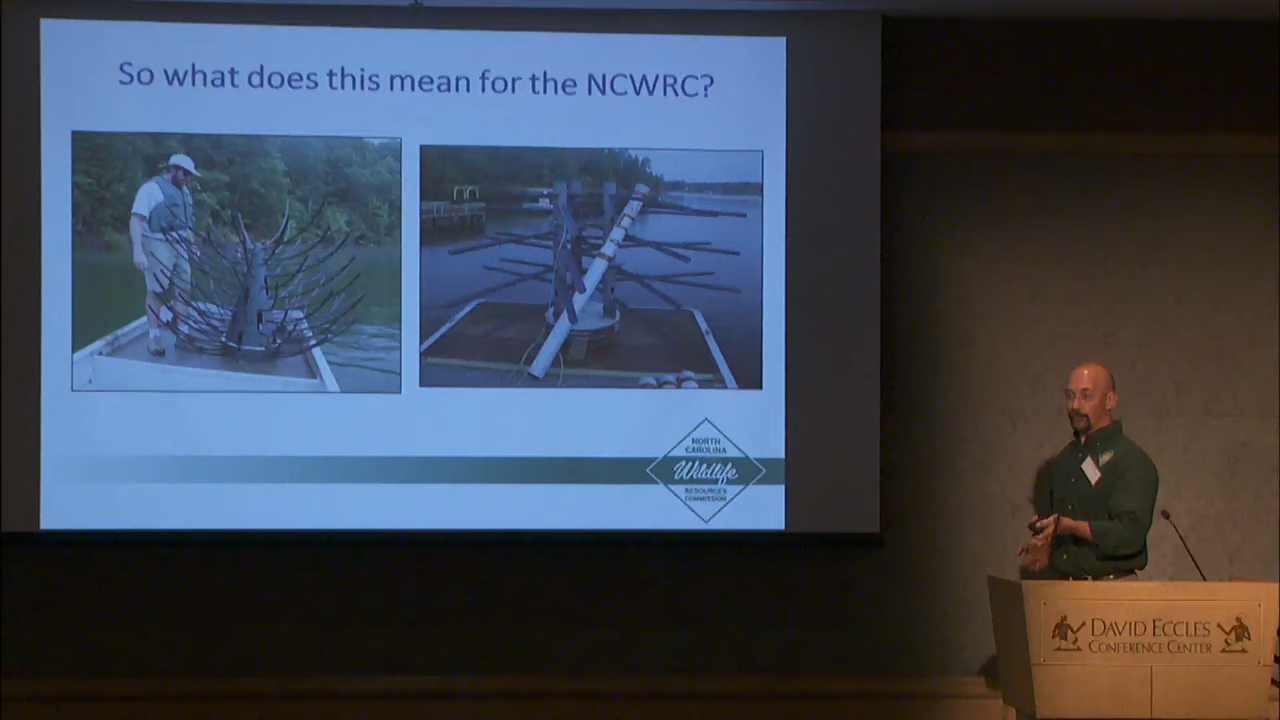 So what does this mean for the NCWRC?
NORTH
CAROLINA
Wildlife
RESOURCES
COMMISSION
DAVID ECCLES
CONFERENCE CENTER